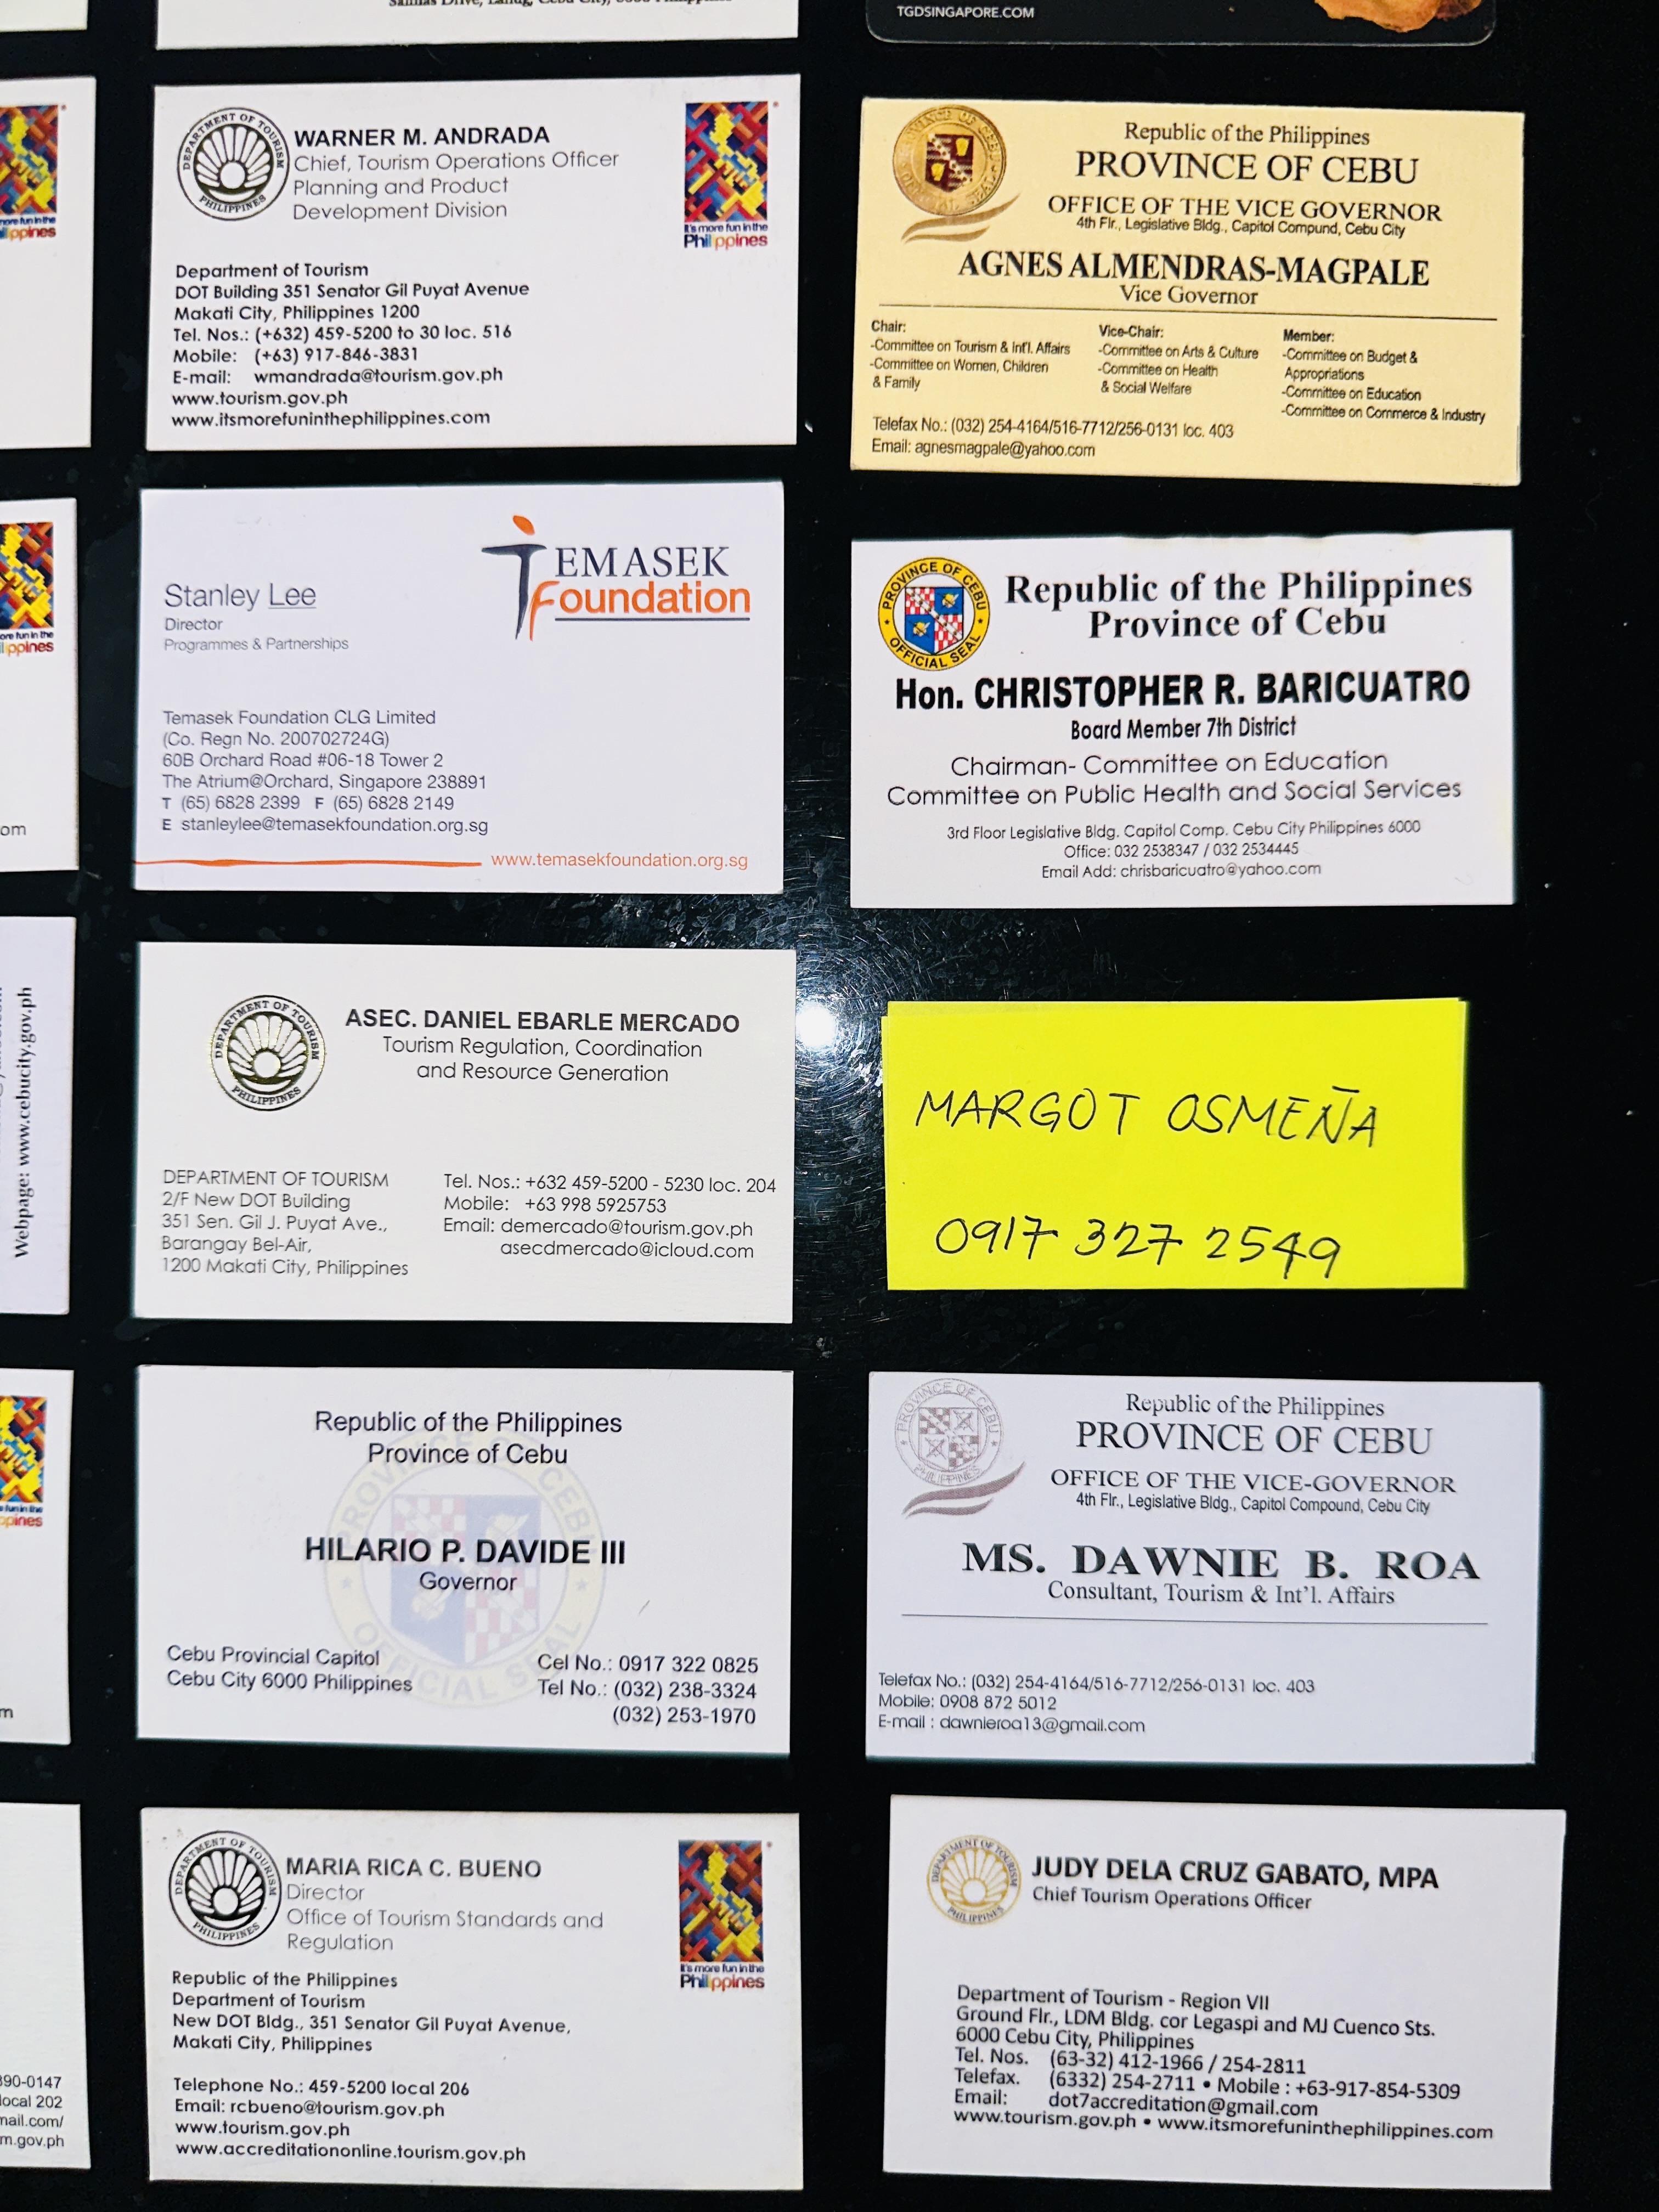 TGDSINGAPORE.COM
WARNER M. ANDRADA
Chief, Tourism Operations Officer
Planning and Product
Development Division
DEPARTMENT OF TOURISM
PHILIPPINES
It's more fun in the
Philippines
Department of Tourism
DOT Building 351 Senator Gil Puyat Avenue
Makati City, Philippines 1200
Tel. Nos.: (+632) 459-5200 to 30 loc. 516
Mobile: (+63) 917-846-3831
E-mail: wmandrada@tourism.gov.ph
www.tourism.gov.ph
www.itsmorefuninthephilippines.com
Republic of the Philippines
PROVINCE OF CEBU
OFFICE OF THE VICE GOVERNOR
4th Flr., Legislative Bldg., Capitol Compund, Cebu City
AGNES ALMENDRAS-MAGPALE
Vice Governor
Chair:
-Committee on Tourism & Int'l. Affairs
-Committee on Women, Children
& Family
Vice-Chair:
-Committee on Arts & Culture
-Committee on Health
& Social Welfare
Member:
-Committee on Budget &
Appropriations
-Committee on Education
-Committee on Commerce & Industry
Telefax No.: (032) 254-4164/516-7712/256-0131 loc. 403
Email: agnesmagpale@yahoo.com
TEMASEK
Foundation
Stanley Lee
Director
Programmes & Partnerships
Temasek Foundation CLG Limited
(Co. Regn No. 200702724G)
60B Orchard Road #06-18 Tower 2
The Atrium@Orchard, Singapore 238891
T (65) 6828 2399 F (65) 6828 2149
E stanleylee@temasekfoundation.org.sg
www.temasekfoundation.org.sg
PROVINCE OF CEBU
OFFICIAL SEAL
Republic of the Philippines
Province of Cebu
Hon. CHRISTOPHER R. BARICUATRO
Board Member 7th District
Chairman- Committee on Education
Committee on Public Health and Social Services
3rd Floor Legislative Bldg. Capitol Comp. Cebu City Philippines 6000
Office: 032 2538347 / 032 2534445
Email Add: chrisbaricuatro@yahoo.com
Webpage: www.cebucity.gov.ph
DEPARTMENT OF TOURISM
PHILIPPINES
ASEC. DANIEL EBARLE MERCADO
Tourism Regulation, Coordination
and Resource Generation
DEPARTMENT OF TOURISM
2/F New DOT Building
351 Sen. Gil J. Puyat Ave.,
Barangay Bel-Air,
1200 Makati City, Philippines
Tel. Nos.: +632 459-5200 - 5230 loc. 204
Mobile: +63 998 5925753
Email: demercado@tourism.gov.ph
asecdmercado@icloud.com
MARGOT OSMEÑA
0917 327 2549
Republic of the Philippines
Province of Cebu
HILARIO P. DAVIDE III
Governor
PROVINCE OF CEBU
OFFICIAL SEAL
Cebu Provincial Capitol
Cebu City 6000 Philippines
Cel No.: 0917 322 0825
Tel No.: (032) 238-3324
(032) 253-1970
PROVINCE OF CEBU
PHILIPPINES
Republic of the Philippines
PROVINCE OF CEBU
OFFICE OF THE VICE-GOVERNOR
4th Flr., Legislative Bldg., Capitol Compound, Cebu City
MS. DAWNIE B. ROA
Consultant, Tourism & Int'l. Affairs
Telefax No.: (032) 254-4164/516-7712/256-0131 loc. 403
Mobile: 0908 872 5012
E-mail : dawnieroa13@gmail.com
DEPARTMENT OF TOURISM
PHILIPPINES
MARIA RICA C. BUENO
Director
Office of Tourism Standards and
Regulation
It's more fun in the
Philippines
Republic of the Philippines
Department of Tourism
New DOT Bldg., 351 Senator Gil Puyat Avenue,
Makati City, Philippines
Telephone No.: 459-5200 local 206
Email: rcbueno@tourism.gov.ph
www.tourism.gov.ph
www.accreditationonline.tourism.gov.ph
DEPARTMENT OF TOURISM
PHILIPPINES
JUDY DELA CRUZ GABATO, MPA
Chief Tourism Operations Officer
Department of Tourism - Region VII
Ground Flr., LDM Bldg. cor Legaspi and MJ Cuenco Sts.
6000 Cebu City, Philippines
Tel. Nos. (63-32) 412-1966 / 254-2811
Telefax. (6332) 254-2711 • Mobile : +63-917-854-5309
Email: dot7accreditation@gmail.com
www.tourism.gov.ph • www.itsmorefuninthephilippines.com